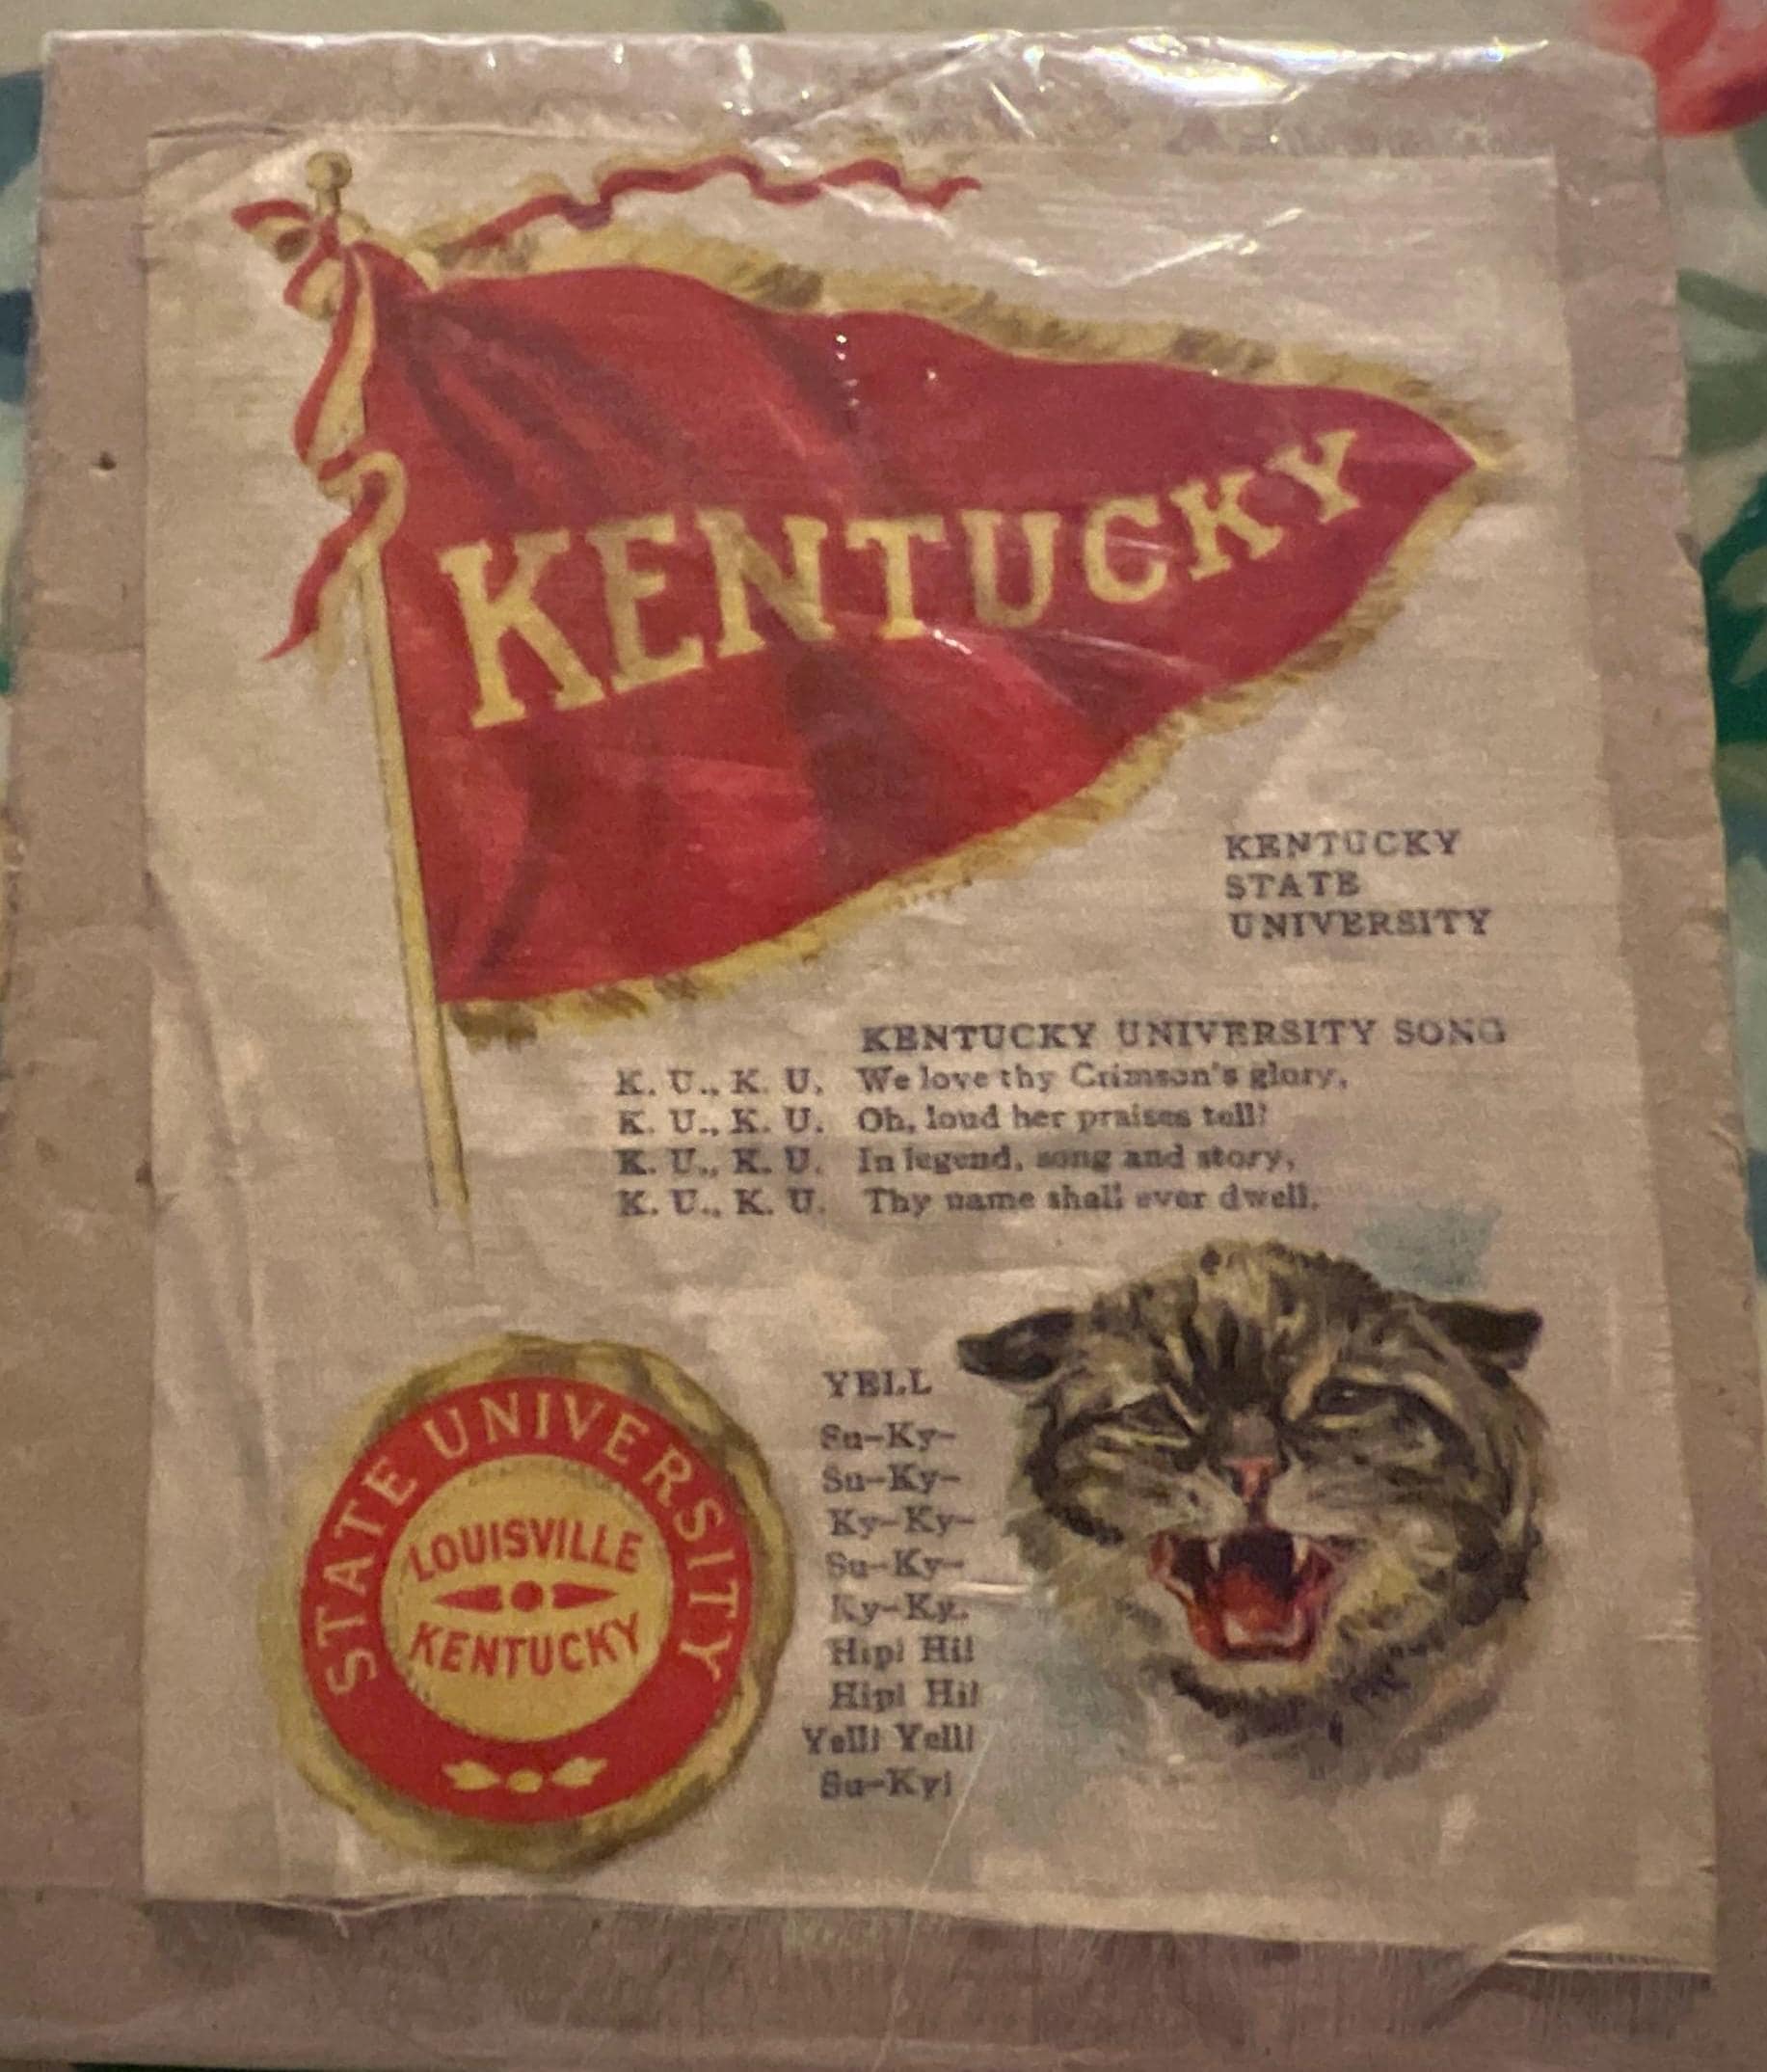 KENTUCKY
KENTUCKY
STATE
UNIVERSITY
KENTUCKY UNIVERSITY SONG
K. U., K. U. We love thy Crimson's glory,
K. U., K. U. Oh, loud her praises tell!
K. U., K. U. In legend, song and story,
K. U., K. U. Thy name shall ever dwell.
STATE UNIVERSITY
LOUISVILLE
KENTUCKY
YELL
Su-Ky-
Su-Ky-
Ky-Ky-
Su-Ky-
Ky-Ky.
Hip! Hi!
Hip! Hi!
Yell! Yell!
Su-Ky!